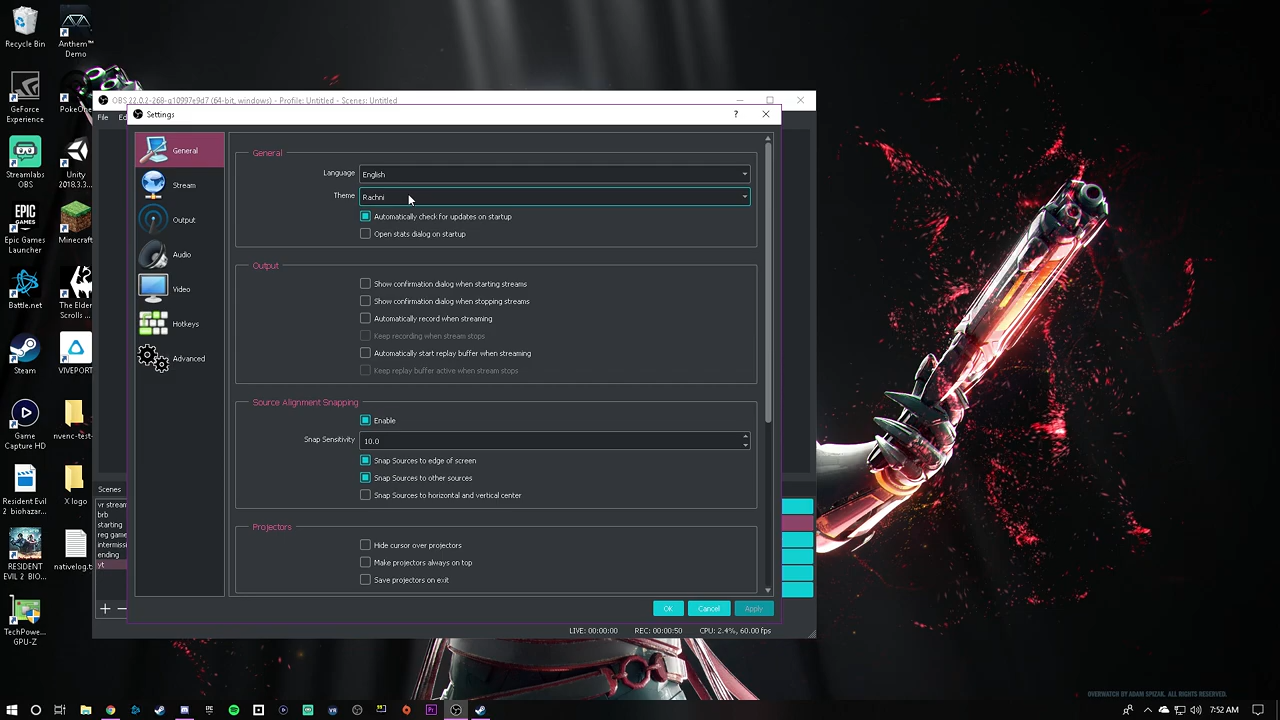 Recycle Bin
Anthem™
Demo
GeForce
Experience
PokeOne
Streamlabs
OBS
Unity
2018.3.3...
Epic Games
Launcher
Minecraft
Battle.net
The Elder
Scrolls ...
Steam
VIVEPORT
Game
Capture HD
nvenc-test-
Resident Evil
2 biohazar...
X logo
RESIDENT
EVIL 2 BIO...
nativelog.t
TechPowe...
GPU-Z
OBS 22.0.2-268-g10997e9d7 (64-bit, windows) - Profile: Untitled - Scenes: Untitled
File
Settings
General
Stream
Output
Audio
Video
Hotkeys
Advanced
General
Language English
Theme Rachni
Automatically check for updates on startup
Open stats dialog on startup
Output
Show confirmation dialog when starting streams
Show confirmation dialog when stopping streams
Automatically record when streaming
Keep recording when stream stops
Automatically start replay buffer when streaming
Keep replay buffer active when stream stops
Source Alignment Snapping
Enable
Snap Sensitivity 10.0
Snap Sources to edge of screen
Snap Sources to other sources
Snap Sources to horizontal and vertical center
Projectors
Hide cursor over projectors
Make projectors always on top
Save projectors on exit
Ok Cancel Apply
Scenes
vr stream
brb
starting
reg game
intermissi
ending
yt
LIVE: 00:00:00 REC: 00:00:50 CPU: 2.4%, 60.00 fps
OVERWATCH BY ADAM SPIZAK. ALL RIGHTS RESERVED.
7:52 AM